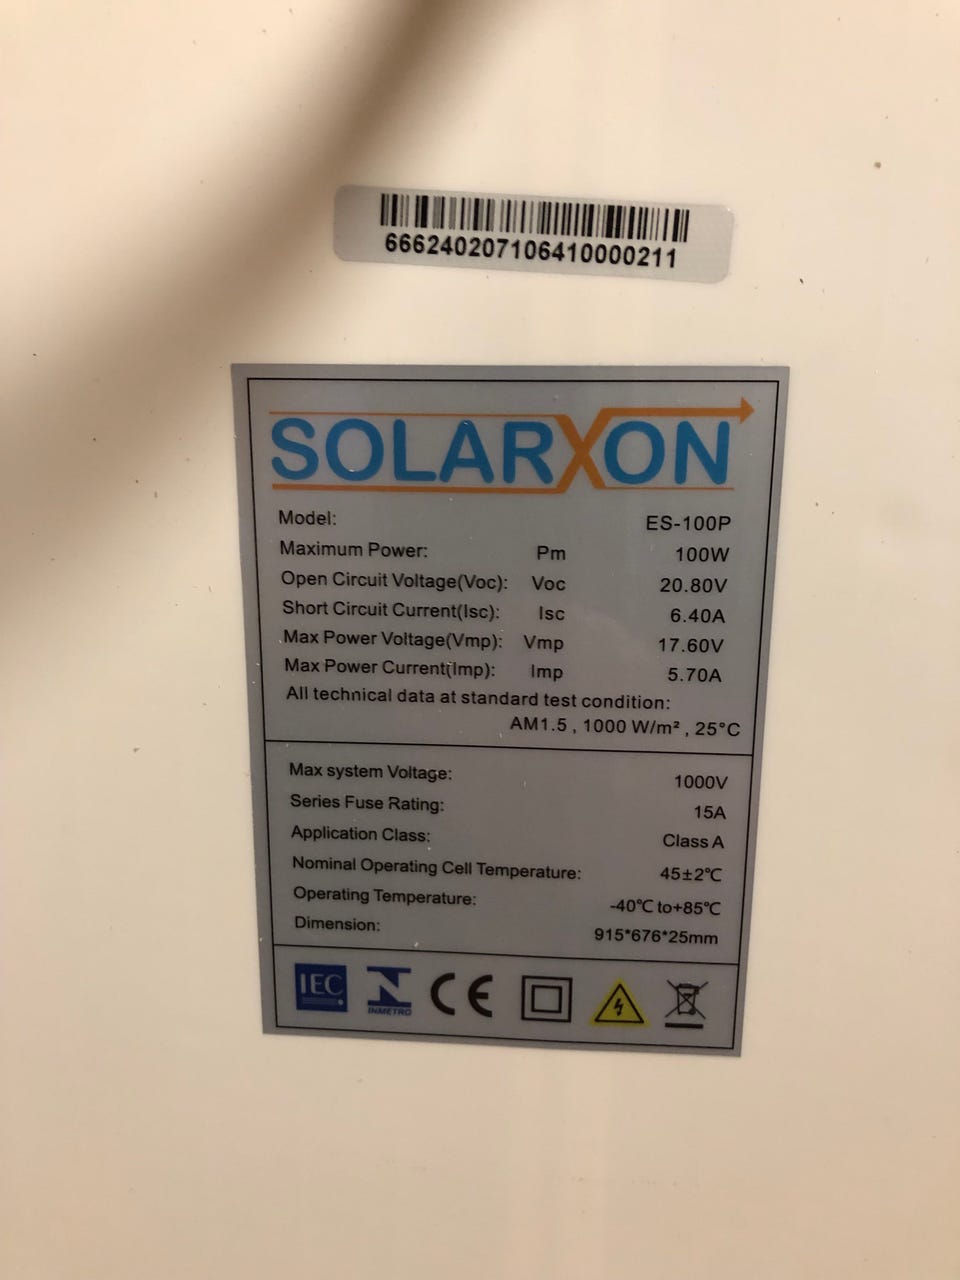 666240207106410000211
SOLARXON
Model: ES-100P
Maximum Power: Pm 100W
Open Circuit Voltage(Voc): Voc 20.80V
Short Circuit Current(Isc): Isc 6.40A
Max Power Voltage(Vmp): Vmp 17.60V
Max Power Current(Imp): Imp 5.70A
All technical data at standard test condition:
AM1.5 , 1000 W/m² , 25°C
Max system Voltage: 1000V
Series Fuse Rating: 15A
Application Class: Class A
Nominal Operating Cell Temperature: 45±2℃
Operating Temperature: -40℃ to+85℃
Dimension: 915*676*25mm
IEC INMETRO CE